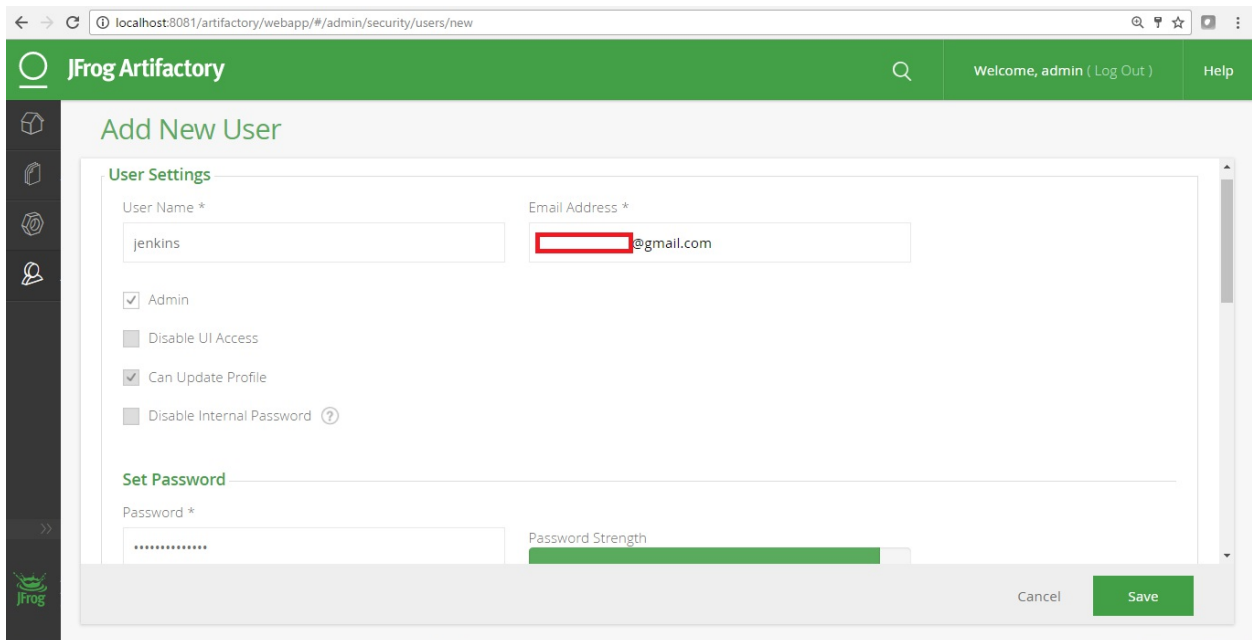 localhost:8081/artifactory/webapp/#/admin/security/users/new
JFrog Artifactory
Welcome, admin ( Log Out )
Help
Add New User
User Settings
User Name *
Email Address *
jenkins
@gmail.com
Admin
Disable UI Access
Can Update Profile
Disable Internal Password ?
Set Password
Password *
Password Strength
••••••••••••••
JFrog
Cancel
Save